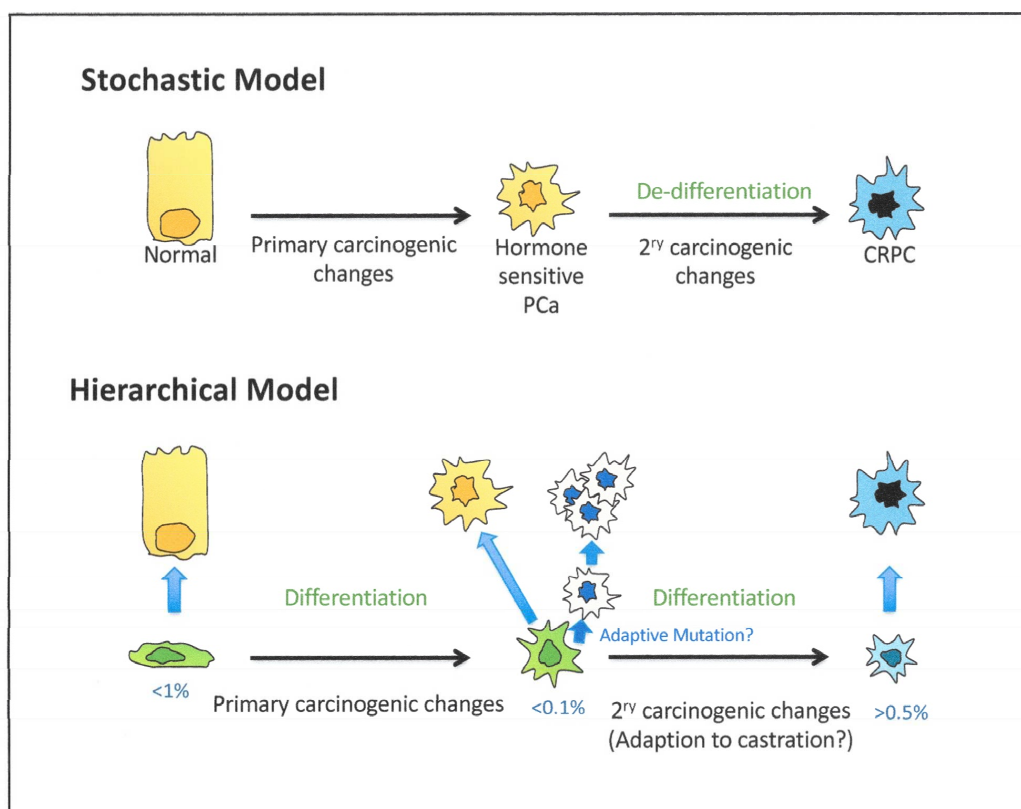 Stochastic Model
De-differentiation
Normal
Primary carcinogenic
changes
Hormone
sensitive
PCa
2ʳʸ carcinogenic
changes
CRPC
Hierarchical Model
Differentiation
Differentiation
Adaptive Mutation?
<1%
Primary carcinogenic changes
<0.1%
2ʳʸ carcinogenic changes
(Adaption to castration?)
>0.5%